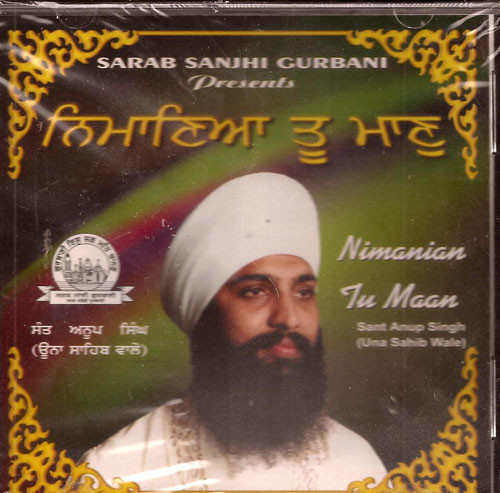 SARAB SANJHI GURBANI
Presents
ਨਿਮਾਣਿਆ ਤੂ ਮਾਣੁ
Nimanian
Tu Maan
Sant Anup Singh
(Una Sahib Wale)
ਸੰਤ ਅਨੂਪ ਸਿੰਘ
(ਊਨਾ ਸਾਹਿਬ ਵਾਲੇ)